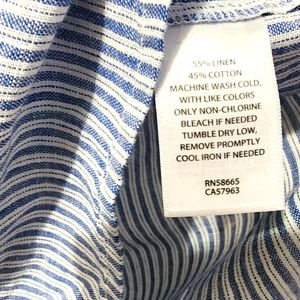 55% LINEN
45% COTTON
MACHINE WASH COLD,
WITH LIKE COLORS
ONLY NON-CHLORINE
BLEACH IF NEEDED
TUMBLE DRY LOW,
REMOVE PROMPTLY
COOL IRON IF NEEDED
RN58665
CA57963